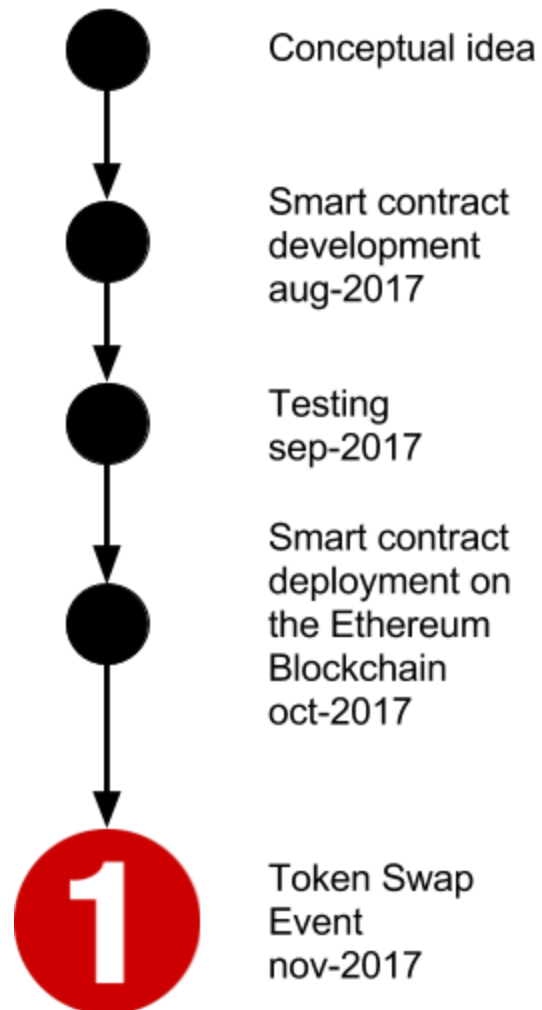 Conceptual idea
Smart contract
development
aug-2017
Testing
sep-2017
Smart contract
deployment on
the Ethereum
Blockchain
oct-2017
1
Token Swap
Event
nov-2017